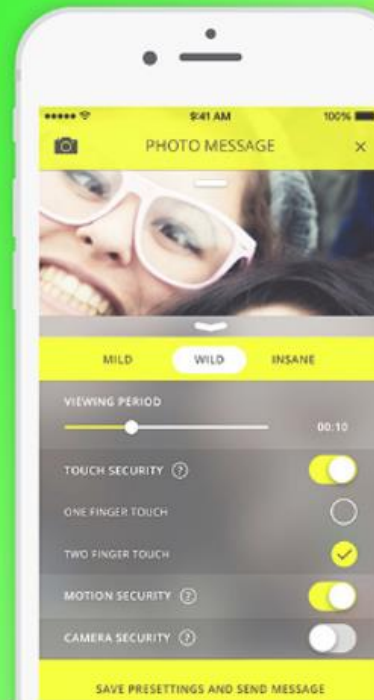 9:41 AM 100%
PHOTO MESSAGE ×
MILD WILD INSANE
VIEWING PERIOD
00:10
TOUCH SECURITY ?
ONE FINGER TOUCH
TWO FINGER TOUCH
MOTION SECURITY ?
CAMERA SECURITY ?
SAVE PRESETTINGS AND SEND MESSAGE